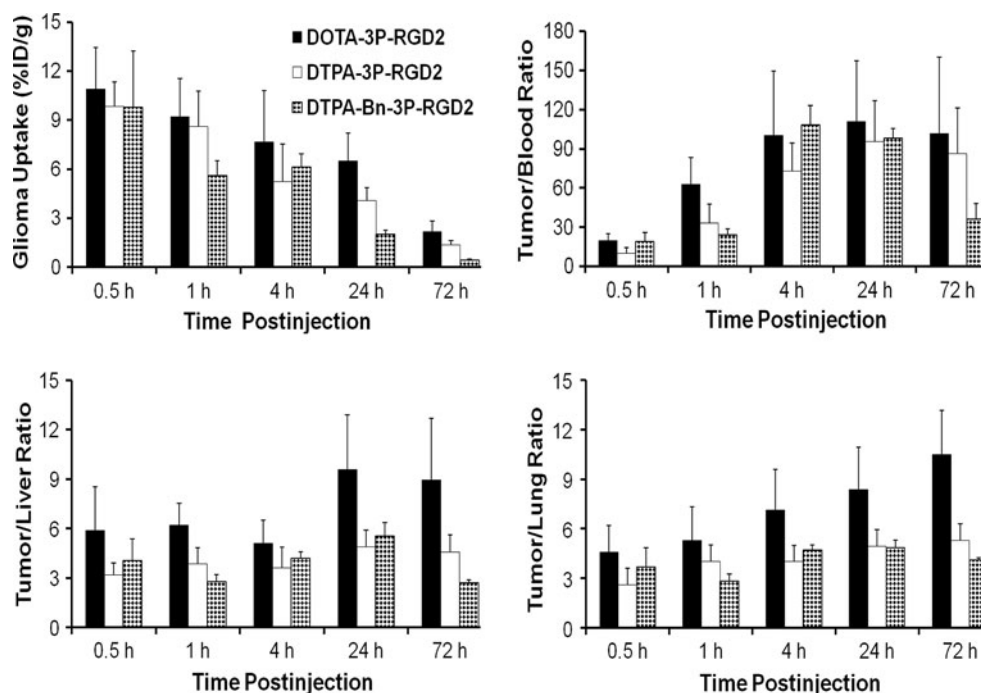 Glioma Uptake (%ID/g)
15
12
9
6
3
0
DOTA-3P-RGD2
DTPA-3P-RGD2
DTPA-Bn-3P-RGD2
0.5 h 1 h 4 h 24 h 72 h
Time Postinjection
Tumor/Blood Ratio
180
150
120
90
60
30
0
0.5 h 1 h 4 h 24 h 72 h
Time Postinjection
Tumor/Liver Ratio
15
12
9
6
3
0
0.5 h 1 h 4 h 24 h 72 h
Time Postinjection
Tumor/Lung Ratio
15
12
9
6
3
0
0.5 h 1 h 4 h 24 h 72 h
Time Postinjection